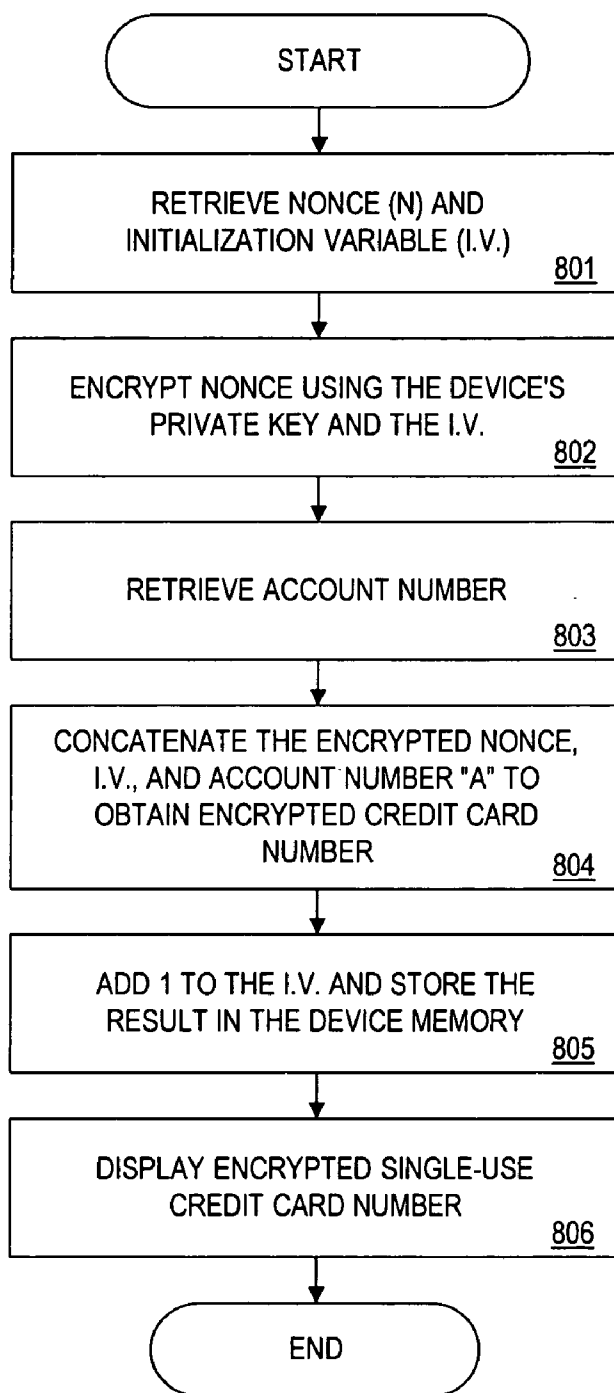 START
RETRIEVE NONCE (N) AND
INITIALIZATION VARIABLE (I.V.)
801
ENCRYPT NONCE USING THE DEVICE'S
PRIVATE KEY AND THE I.V.
802
RETRIEVE ACCOUNT NUMBER
803
CONCATENATE THE ENCRYPTED NONCE,
I.V., AND ACCOUNT NUMBER "A" TO
OBTAIN ENCRYPTED CREDIT CARD
NUMBER
804
ADD 1 TO THE I.V. AND STORE THE
RESULT IN THE DEVICE MEMORY
805
DISPLAY ENCRYPTED SINGLE-USE
CREDIT CARD NUMBER
806
END